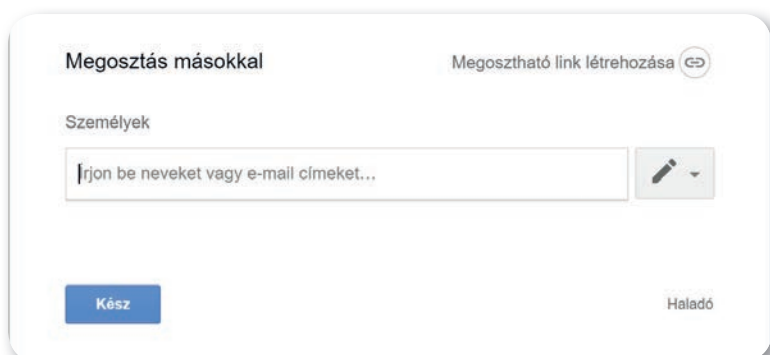 Megosztás másokkal
Megosztható link létrehozása
Személyek
Írjon be neveket vagy e-mail címeket…
Kész
Haladó